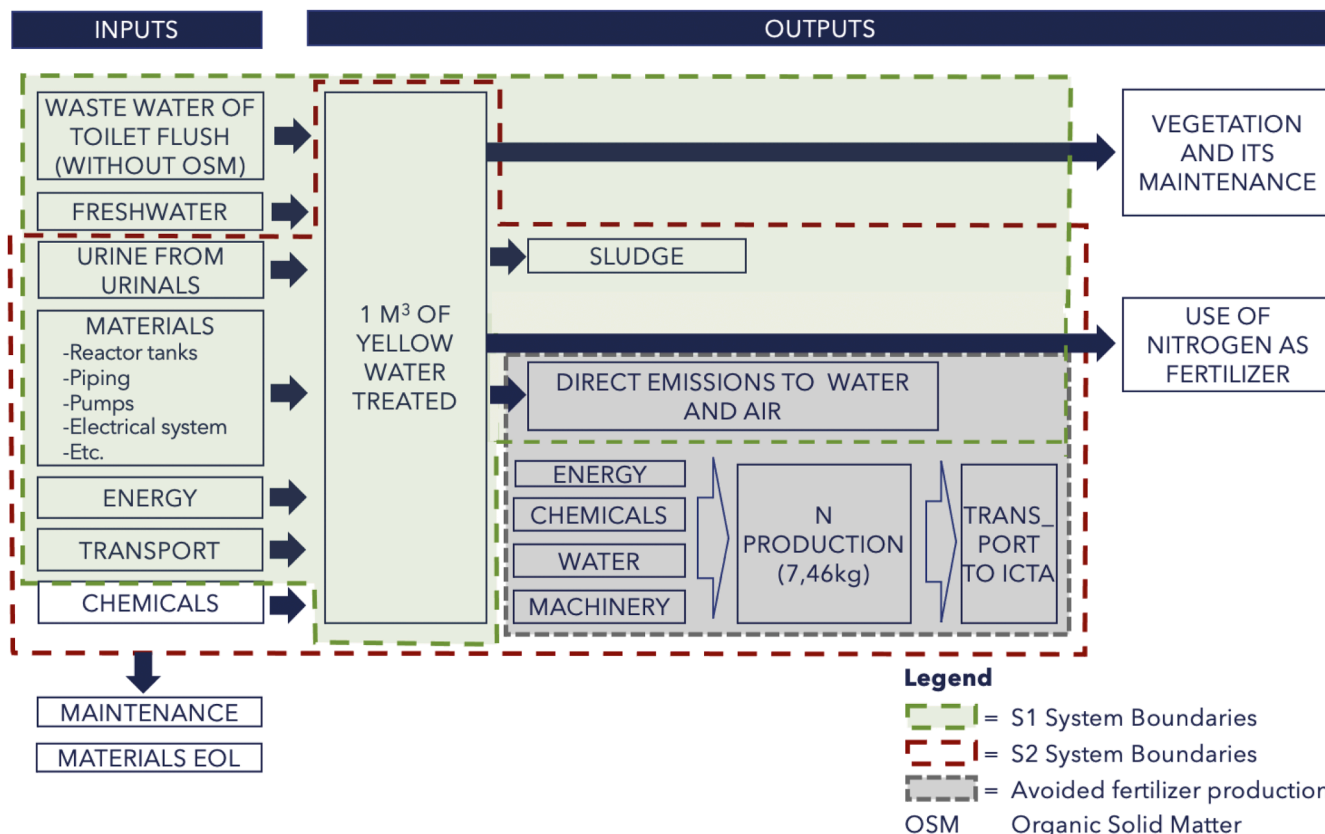 INPUTS
OUTPUTS
WASTE WATER OF
TOILET FLUSH
(WITHOUT OSM)
FRESHWATER
URINE FROM
URINALS
MATERIALS
-Reactor tanks
-Piping
-Pumps
-Electrical system
-Etc.
ENERGY
TRANSPORT
CHEMICALS
MAINTENANCE
MATERIALS EOL
1 M³ OF
YELLOW
WATER
TREATED
SLUDGE
DIRECT EMISSIONS TO WATER
AND AIR
ENERGY
CHEMICALS
WATER
MACHINERY
N
PRODUCTION
(7,46kg)
TRANS_
PORT
TO ICTA
VEGETATION
AND ITS
MAINTENANCE
USE OF
NITROGEN AS
FERTILIZER
Legend
= S1 System Boundaries
= S2 System Boundaries
= Avoided fertilizer production
OSM Organic Solid Matter